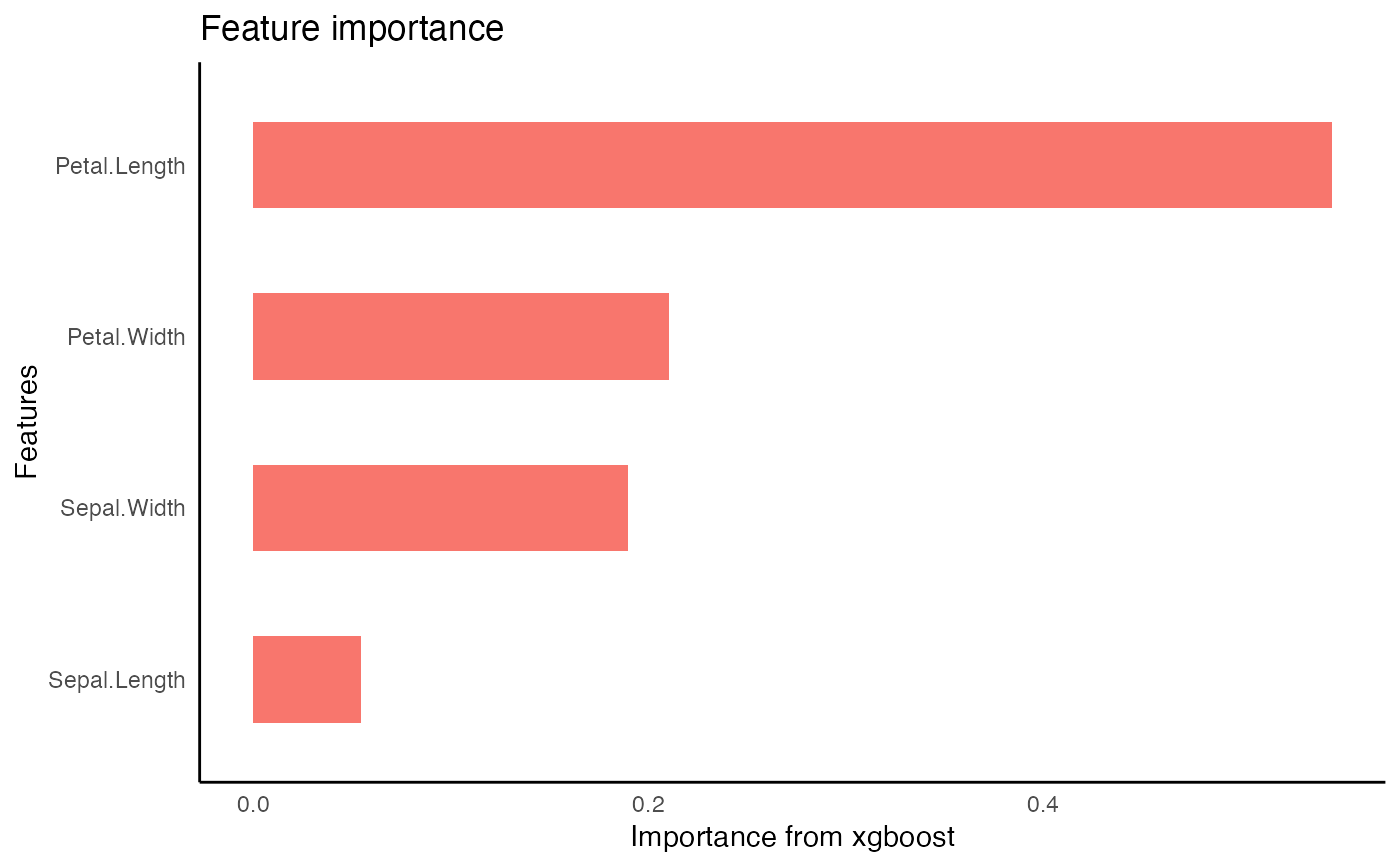 Feature importance
Petal.Length
Petal.Width
Sepal.Width
Sepal.Length
Features
0.0
0.2
0.4
Importance from xgboost